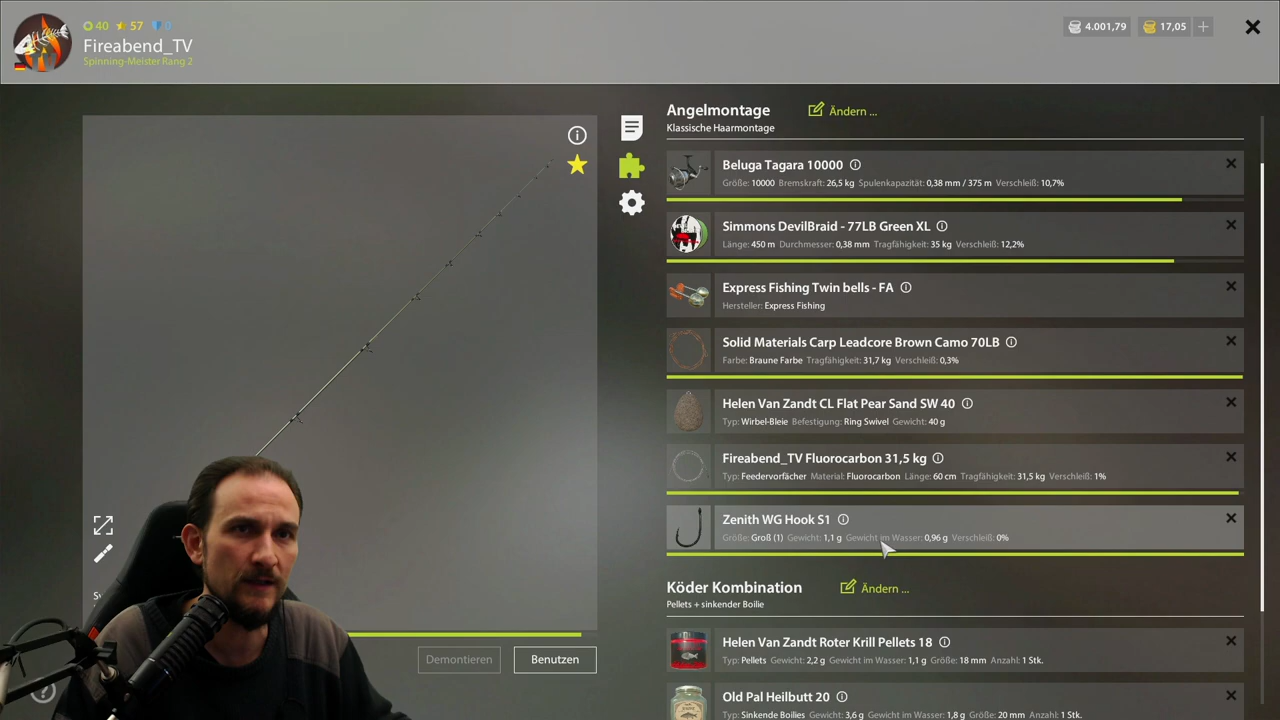 40 57 0
Fireabend_TV
Spinning-Meister Rang 2
4.001,79 17,05
Angelmontage Ändern ...
Klassische Haarmontage
Beluga Tagara 10000
Größe: 10000 Bremskraft: 26,5 kg Spulenkapazität: 0,38 mm / 375 m Verschleiß: 10,7%
Simmons DevilBraid - 77LB Green XL
Länge: 450 m Durchmesser: 0,38 mm Tragfähigkeit: 35 kg Verschleiß: 12,2%
Express Fishing Twin bells - FA
Hersteller: Express Fishing
Solid Materials Carp Leadcore Brown Camo 70LB
Farbe: Braune Farbe Tragfähigkeit: 31,7 kg Verschleiß: 0,3%
Helen Van Zandt CL Flat Pear Sand SW 40
Typ: Wirbel-Bleie Befestigung: Ring Swivel Gewicht: 40 g
Fireabend_TV Fluorocarbon 31,5 kg
Typ: Feedervorfächer Material: Fluorocarbon Länge: 60 cm Tragfähigkeit: 31,5 kg Verschleiß: 1%
Zenith WG Hook S1
Größe: Groß (1) Gewicht: 1,1 g Gewicht im Wasser: 0,96 g Verschleiß: 0%
Köder Kombination Ändern ...
Pellets + sinkender Boilie
Helen Van Zandt Roter Krill Pellets 18
Typ: Pellets Gewicht: 2,2 g Gewicht im Wasser: 1,1 g Größe: 18 mm Anzahl: 1 Stk.
Old Pal Heilbutt 20
Typ: Sinkende Boilies Gewicht: 3,6 g Gewicht im Wasser: 1,8 g Größe: 20 mm Anzahl: 1 Stk.
Demontieren Benutzen